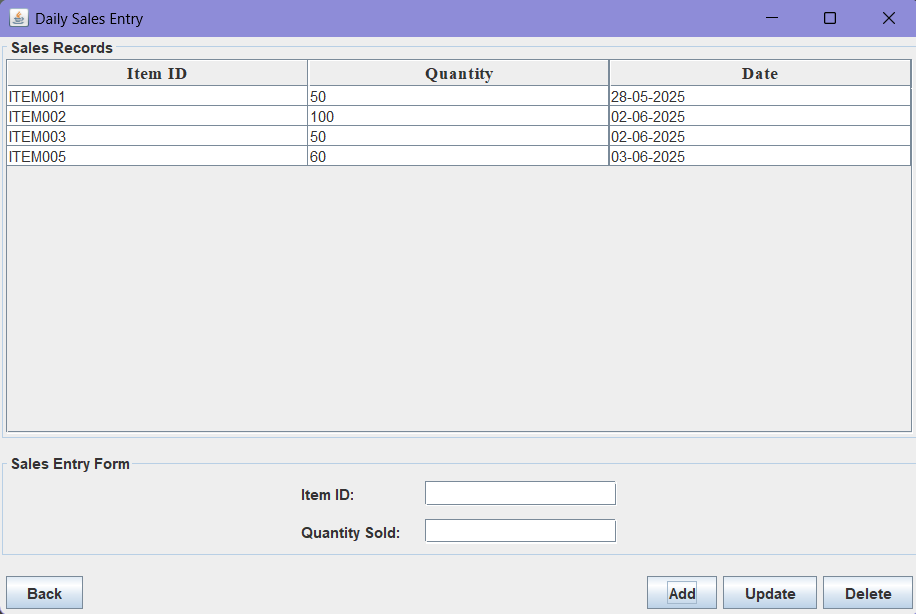 Daily Sales Entry
Sales Records
Item ID Quantity Date
ITEM001 50 28-05-2025
ITEM002 100 02-06-2025
ITEM003 50 02-06-2025
ITEM005 60 03-06-2025
Sales Entry Form
Item ID:
Quantity Sold:
Back Add Update Delete